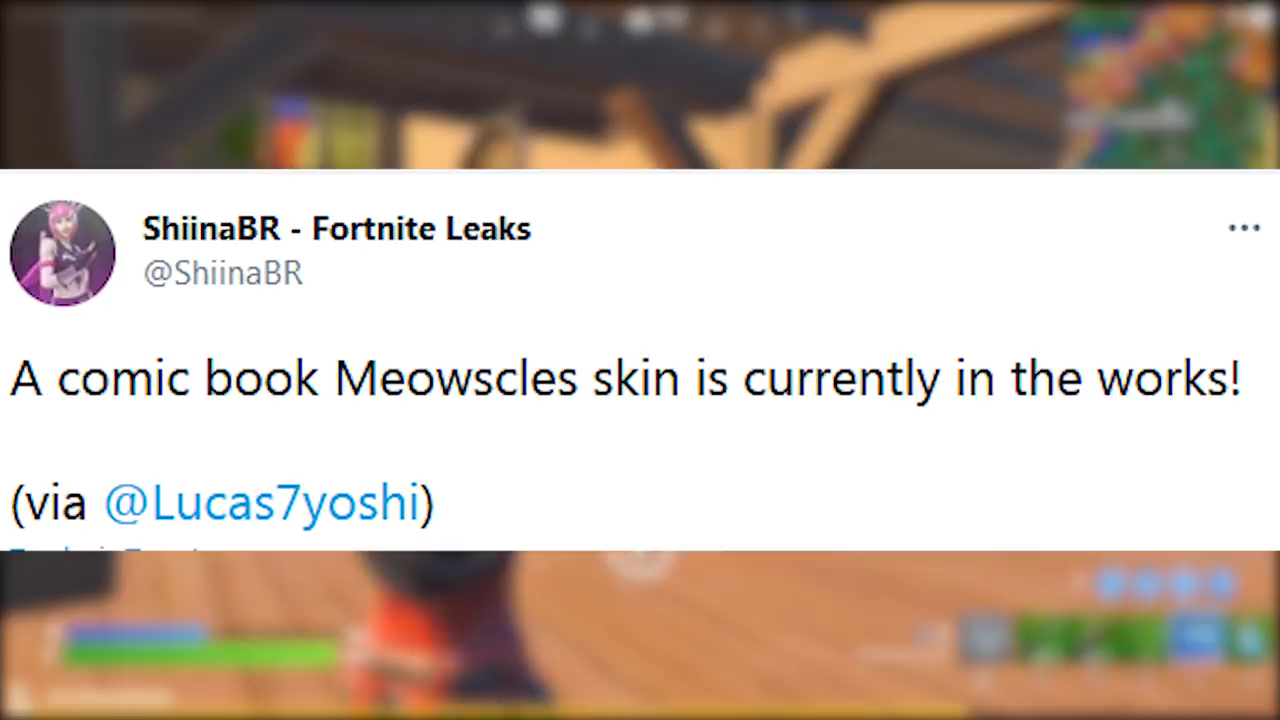 ShiinaBR - Fortnite Leaks
@ShiinaBR
A comic book Meowscles skin is currently in the works!
(via @Lucas7yoshi)